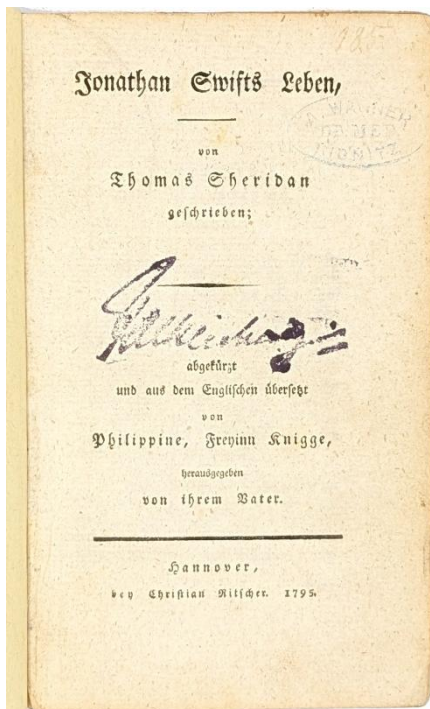 185
Jonathan Swifts Leben,
von
Thomas Sheridan
geschrieben;
abgekürzt
und aus dem Englischen übersetzt
von
Philippine, Freyinn Knigge,
herausgegeben
von ihrem Vater.
Hannover,
bey Christian Ritscher. 1795.